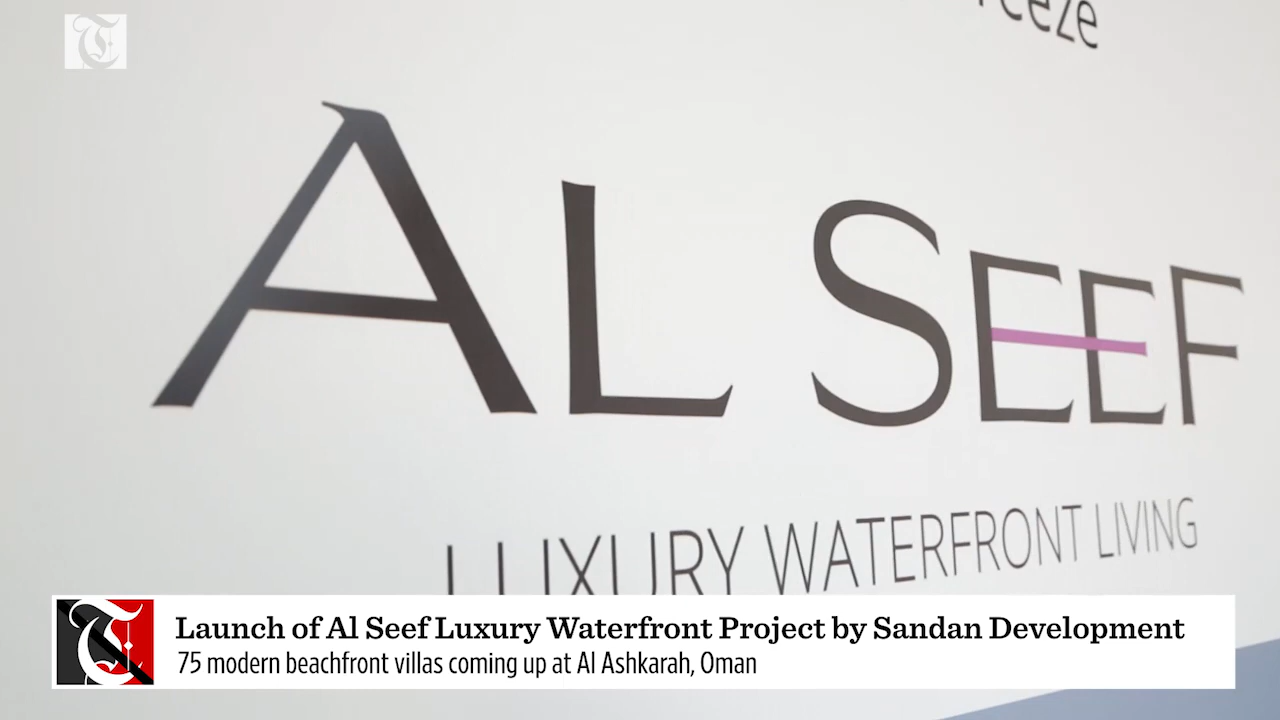 AL SEEF
LUXURY WATERFRONT LIVING
Launch of Al Seef Luxury Waterfront Project by Sandan Development
75 modern beachfront villas coming up at Al Ashkarah, Oman